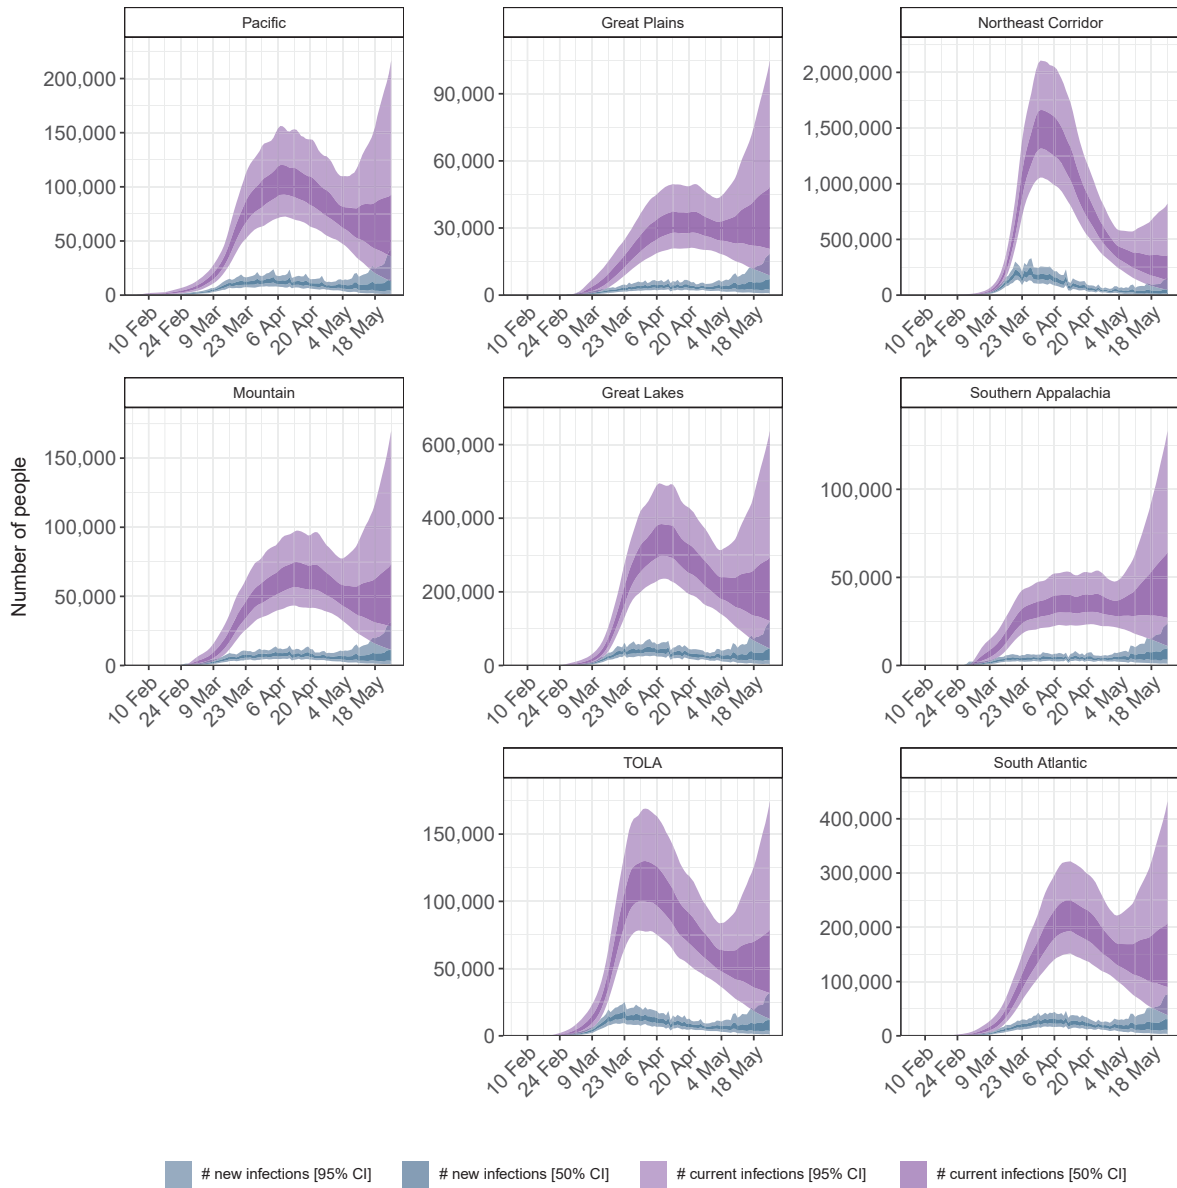 Number of people
Pacific
200,000
150,000
100,000
50,000
0
10 Feb
24 Feb
9 Mar
23 Mar
6 Apr
20 Apr
4 May
18 May
Great Plains
90,000
60,000
30,000
0
10 Feb
24 Feb
9 Mar
23 Mar
6 Apr
20 Apr
4 May
18 May
Northeast Corridor
2,000,000
1,500,000
1,000,000
500,000
0
10 Feb
24 Feb
9 Mar
23 Mar
6 Apr
20 Apr
4 May
18 May
Mountain
150,000
100,000
50,000
0
10 Feb
24 Feb
9 Mar
23 Mar
6 Apr
20 Apr
4 May
18 May
Great Lakes
600,000
400,000
200,000
0
10 Feb
24 Feb
9 Mar
23 Mar
6 Apr
20 Apr
4 May
18 May
Southern Appalachia
100,000
50,000
0
10 Feb
24 Feb
9 Mar
23 Mar
6 Apr
20 Apr
4 May
18 May
TOLA
150,000
100,000
50,000
0
10 Feb
24 Feb
9 Mar
23 Mar
6 Apr
20 Apr
4 May
18 May
South Atlantic
400,000
300,000
200,000
100,000
0
10 Feb
24 Feb
9 Mar
23 Mar
6 Apr
20 Apr
4 May
18 May
# new infections [95% CI]
# new infections [50% CI]
# current infections [95% CI]
# current infections [50% CI]